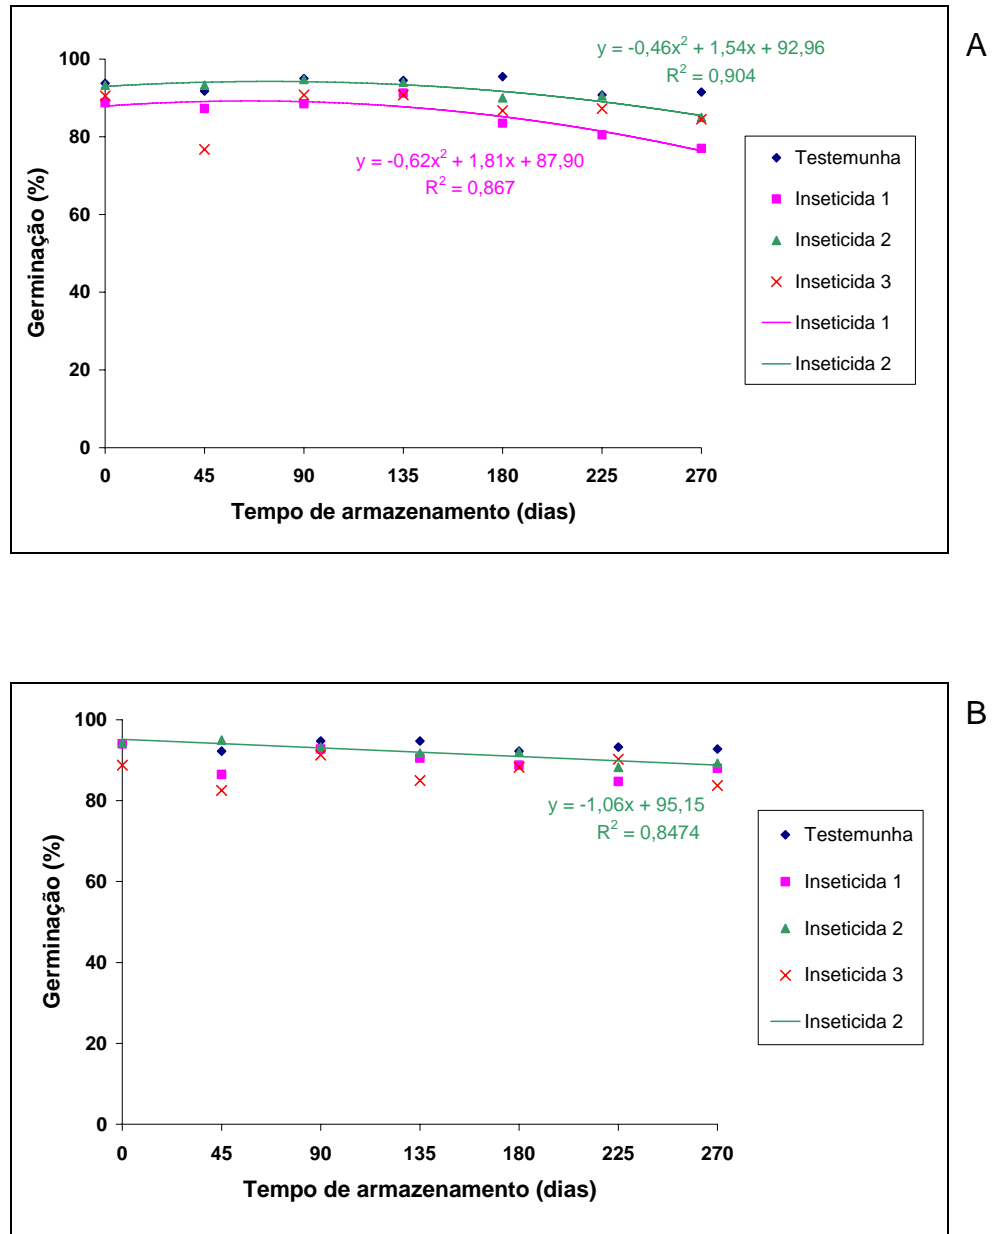 A
y = -0,46x² + 1,54x + 92,96
R² = 0,904
100
80
60
40
20
0
Germinação (%)
y = -0,62x² + 1,81x + 87,90
R² = 0,867
0 45 90 135 180 225 270
Tempo de armazenamento (dias)
Testemunha
Inseticida 1
Inseticida 2
Inseticida 3
Inseticida 1
Inseticida 2
B
100
80
60
40
20
0
Germinação (%)
y = -1,06x + 95,15
R² = 0,8474
0 45 90 135 180 225 270
Tempo de armazenamento (dias)
Testemunha
Inseticida 1
Inseticida 2
Inseticida 3
Inseticida 2